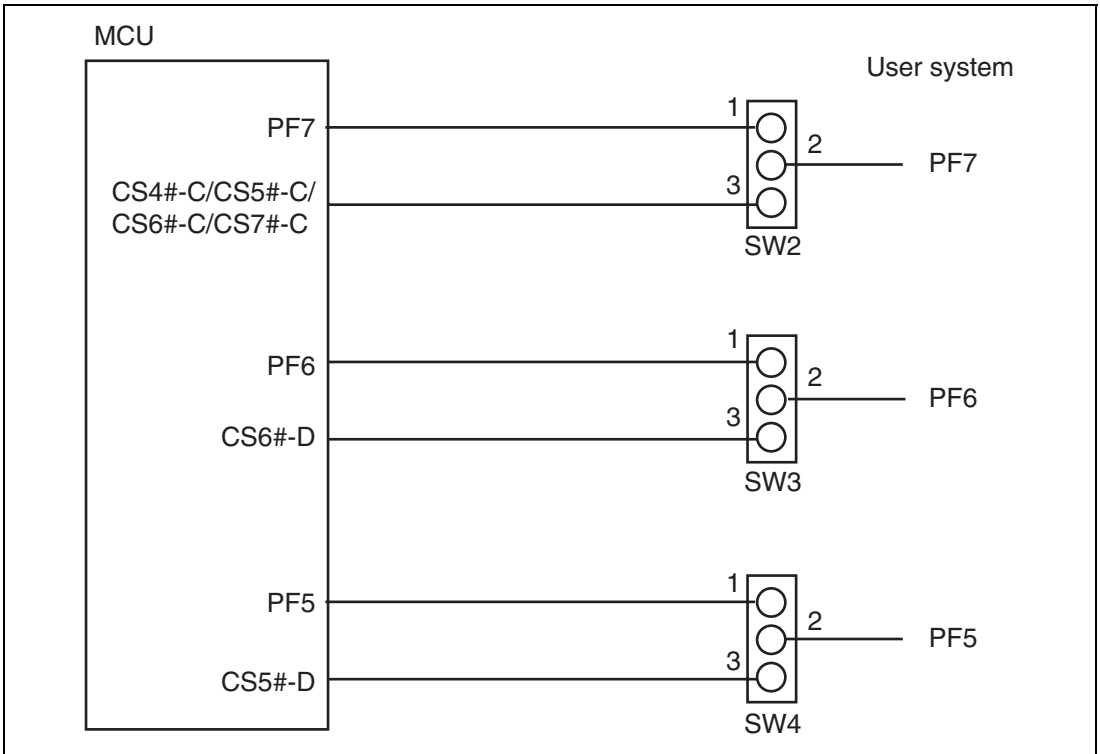 MCU
User system
PF7
1
2
PF7
CS4#-C/CS5#-C/
CS6#-C/CS7#-C
3
SW2
PF6
1
2
PF6
CS6#-D
3
SW3
PF5
1
2
PF5
CS5#-D
3
SW4